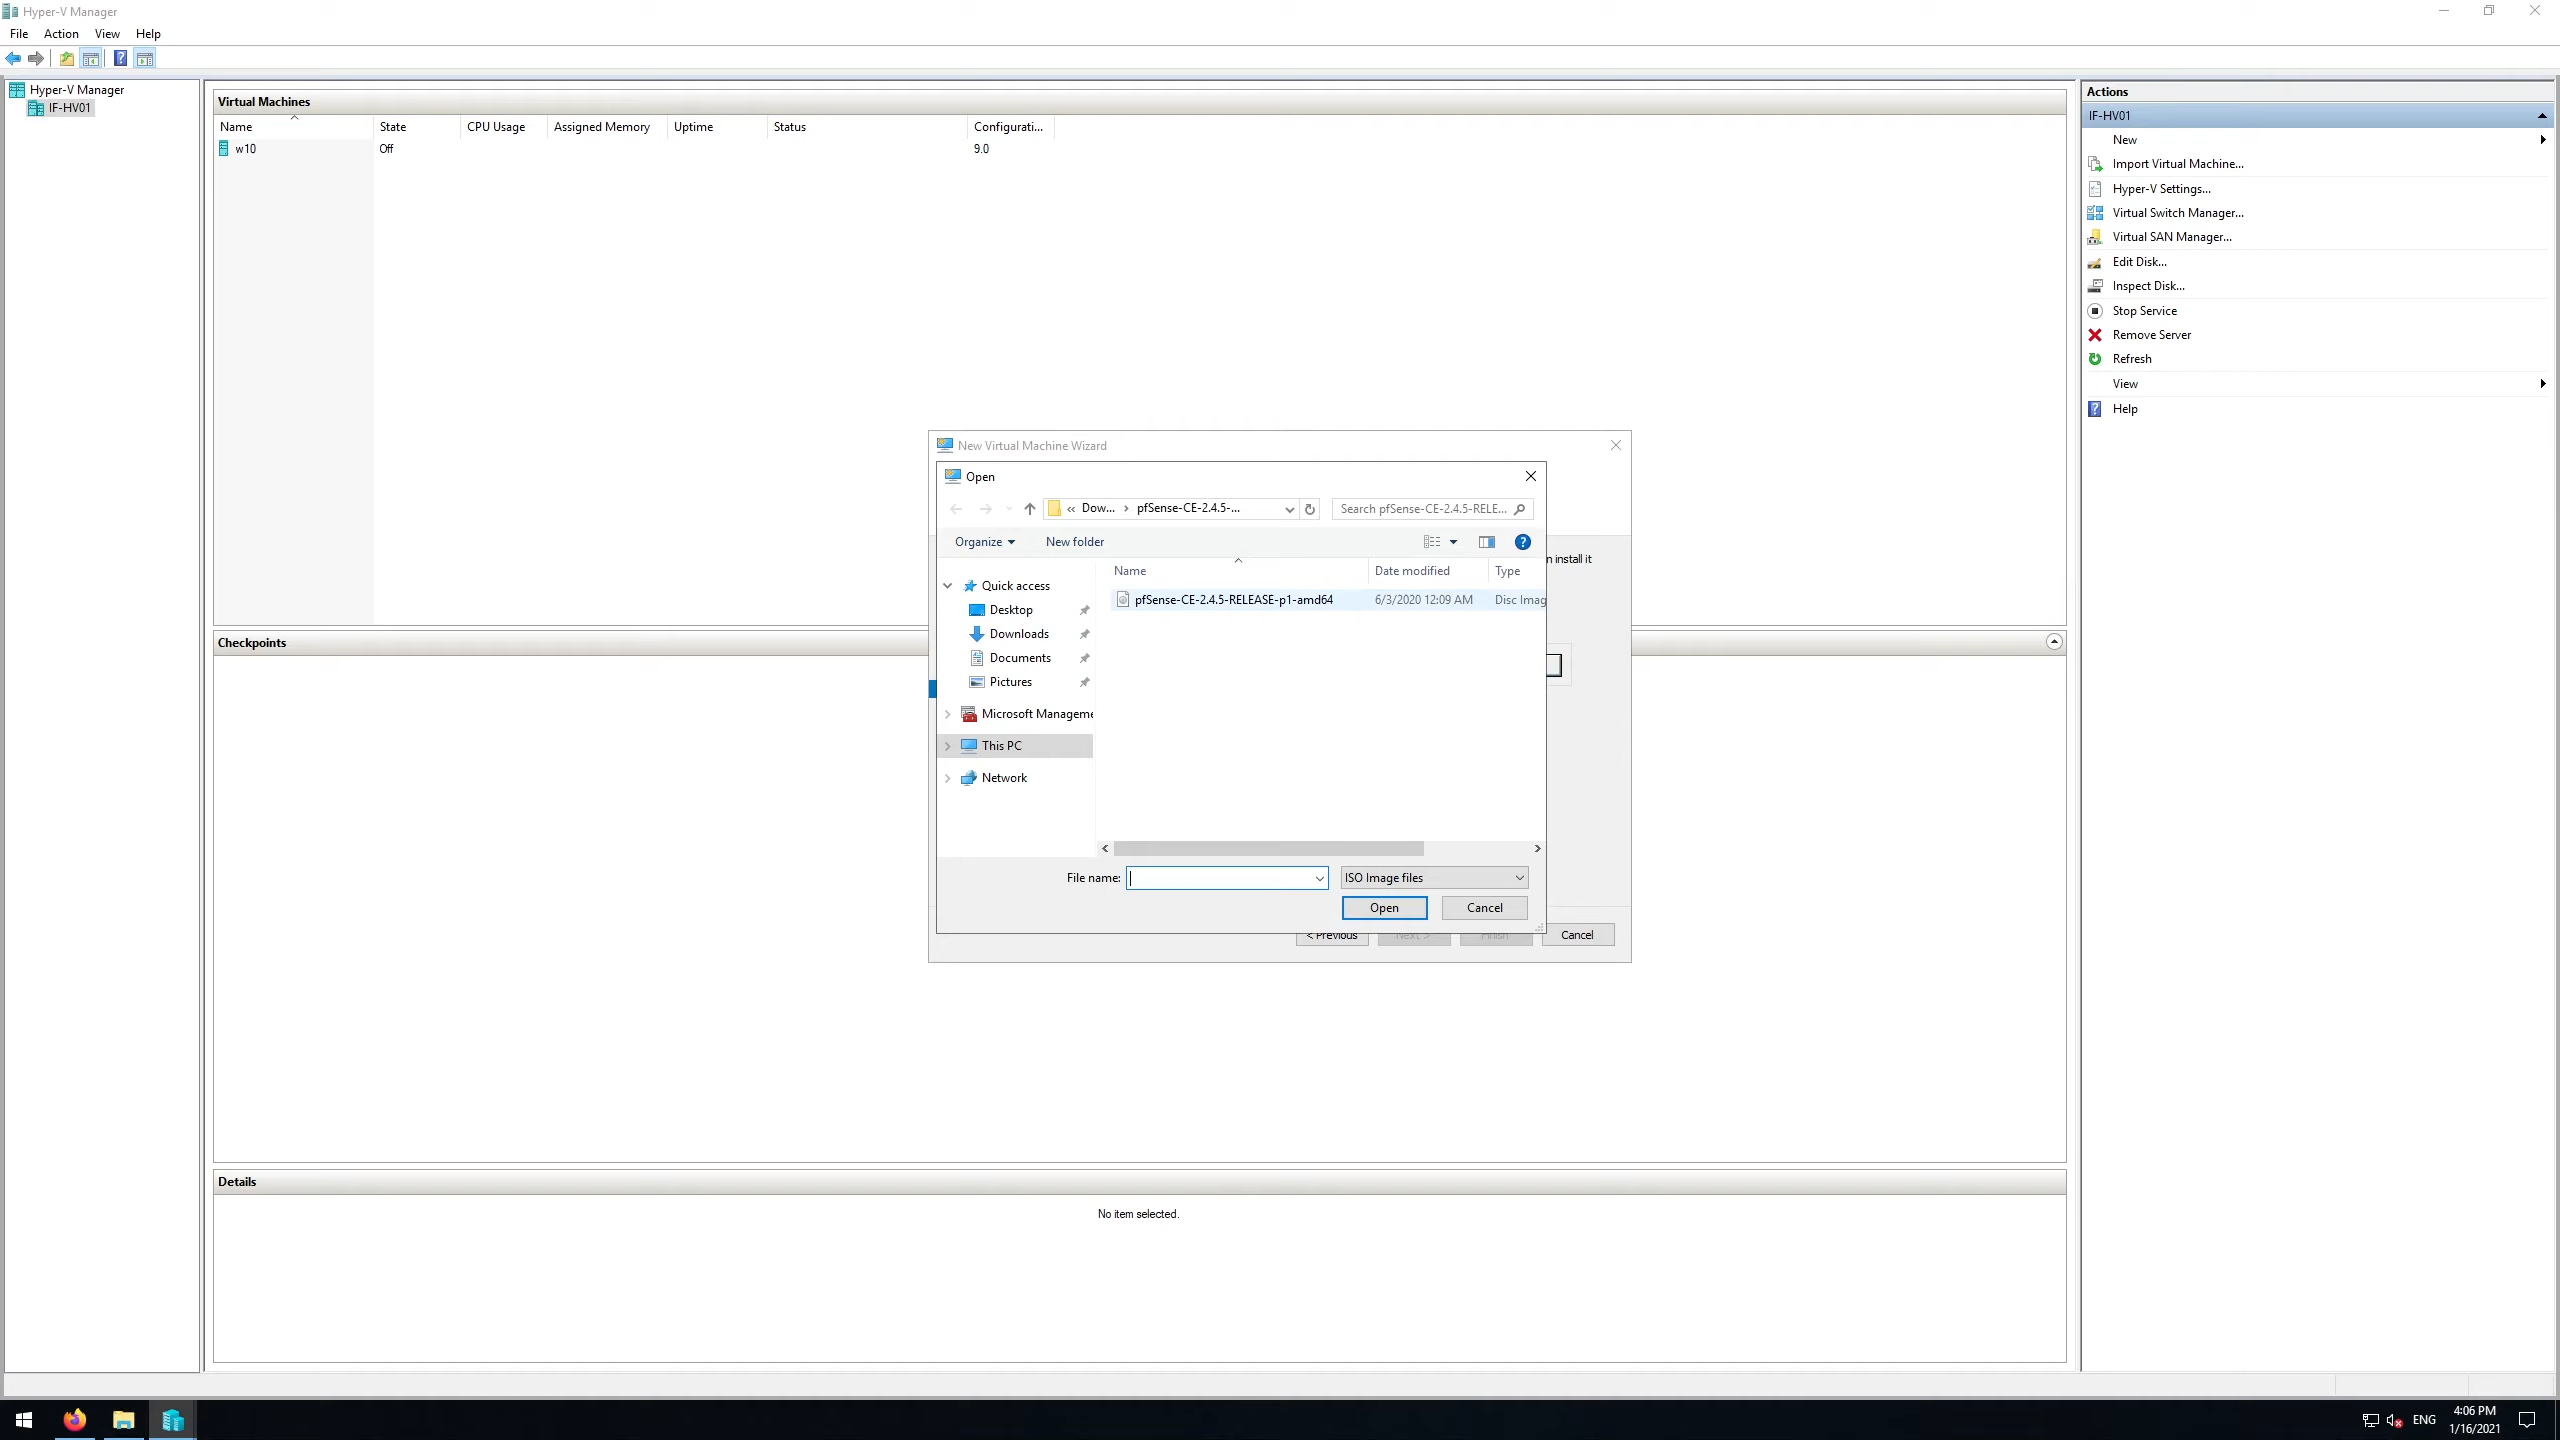 Hyper-V Manager
File Action View Help
Hyper-V Manager
IF-HV01
Virtual Machines
Name State CPU Usage Assigned Memory Uptime Status Configurati...
w10 Off 9.0
Checkpoints
Details
No item selected.
Actions
IF-HV01
New
Import Virtual Machine...
Hyper-V Settings...
Virtual Switch Manager...
Virtual SAN Manager...
Edit Disk...
Inspect Disk...
Stop Service
Remove Server
Refresh
View
Help
New Virtual Machine Wizard
n install it
Open
« Dow... › pfSense-CE-2.4.5-...
Search pfSense-CE-2.4.5-RELE...
Organize New folder
Quick access
Desktop
Downloads
Documents
Pictures
Microsoft Manageme
This PC
Network
Name Date modified Type
pfSense-CE-2.4.5-RELEASE-p1-amd64 6/3/2020 12:09 AM Disc Imag
File name: ISO Image files
Open Cancel
< Previous Next > Finish Cancel
ENG
4:06 PM
1/16/2021